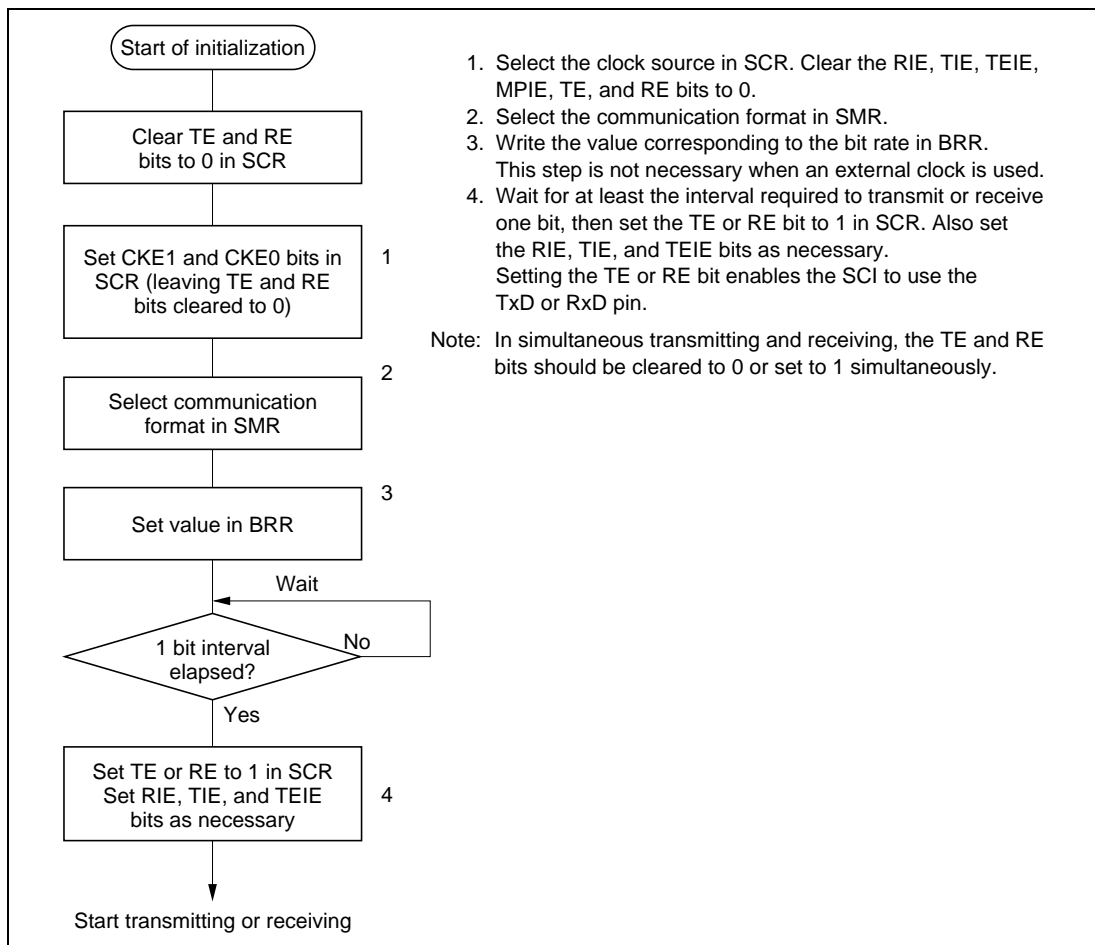 Start of initialization
Clear TE and RE
bits to 0 in SCR
Set CKE1 and CKE0 bits in
SCR (leaving TE and RE
bits cleared to 0)
1
2
Select communication
format in SMR
3
Set value in BRR
Wait
1 bit interval
elapsed?
No
Yes
Set TE or RE to 1 in SCR
Set RIE, TIE, and TEIE
bits as necessary
4
Start transmitting or receiving
1. Select the clock source in SCR. Clear the RIE, TIE, TEIE,
MPIE, TE, and RE bits to 0.
2. Select the communication format in SMR.
3. Write the value corresponding to the bit rate in BRR.
This step is not necessary when an external clock is used.
4. Wait for at least the interval required to transmit or receive
one bit, then set the TE or RE bit to 1 in SCR. Also set
the RIE, TIE, and TEIE bits as necessary.
Setting the TE or RE bit enables the SCI to use the
TxD or RxD pin.
Note: In simultaneous transmitting and receiving, the TE and RE
bits should be cleared to 0 or set to 1 simultaneously.